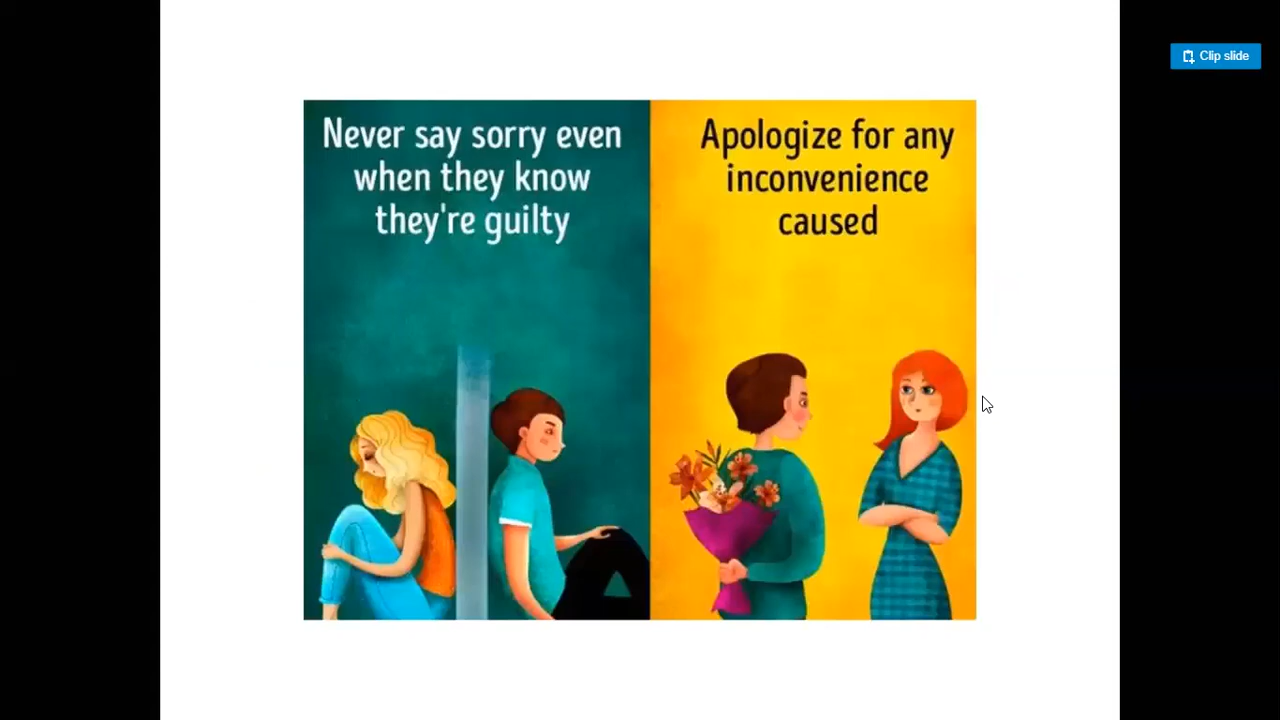 Clip slide
Never say sorry even
when they know
they're guilty
Apologize for any
inconvenience
caused